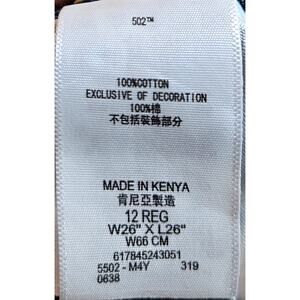 502™
100%COTTON
EXCLUSIVE OF DECORATION
100%棉
不包括裝飾部分
MADE IN KENYA
肯尼亞製造
12 REG
W26" X L26"
W66 CM
617845243051
5502 - M4Y 319
0638